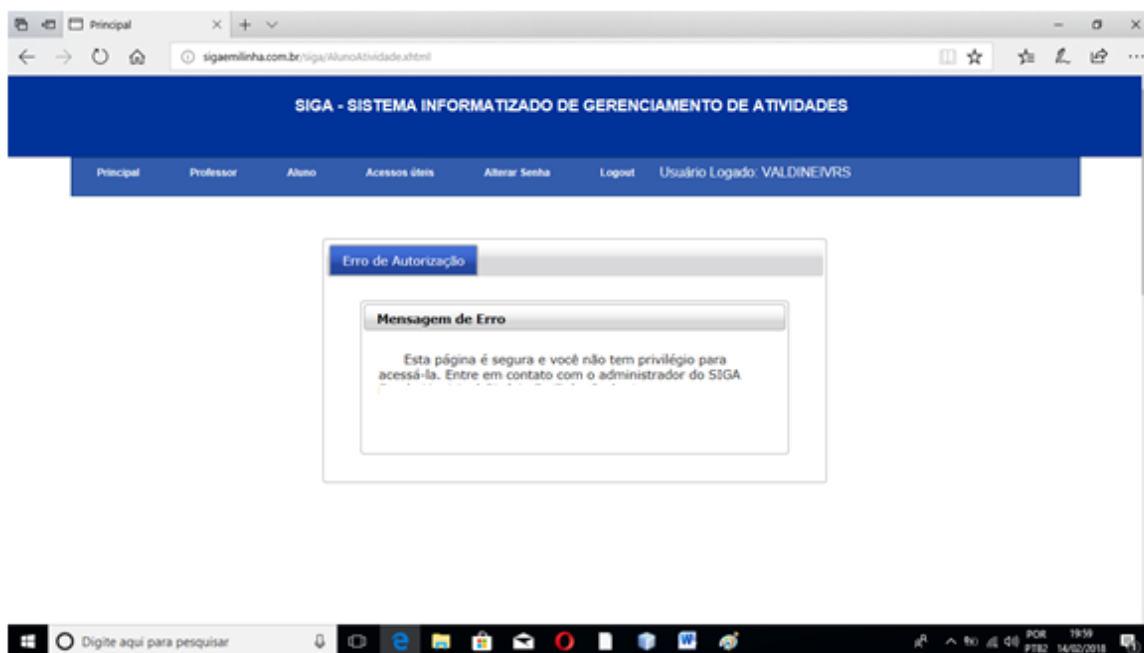 Principal
sigaemilinha.com.br/siga/AlunoAtividade.xhtml
SIGA - SISTEMA INFORMATIZADO DE GERENCIAMENTO DE ATIVIDADES
Principal Professor Aluno Acessos úteis Alterar Senha Logout Usuário Logado: VALDINEIVRS
Erro de Autorização
Mensagem de Erro
Esta página é segura e você não tem privilégio para
acessá-la. Entre em contato com o administrador do SIGA
Digite aqui para pesquisar
POR 19:59
PTB2 14/02/2018